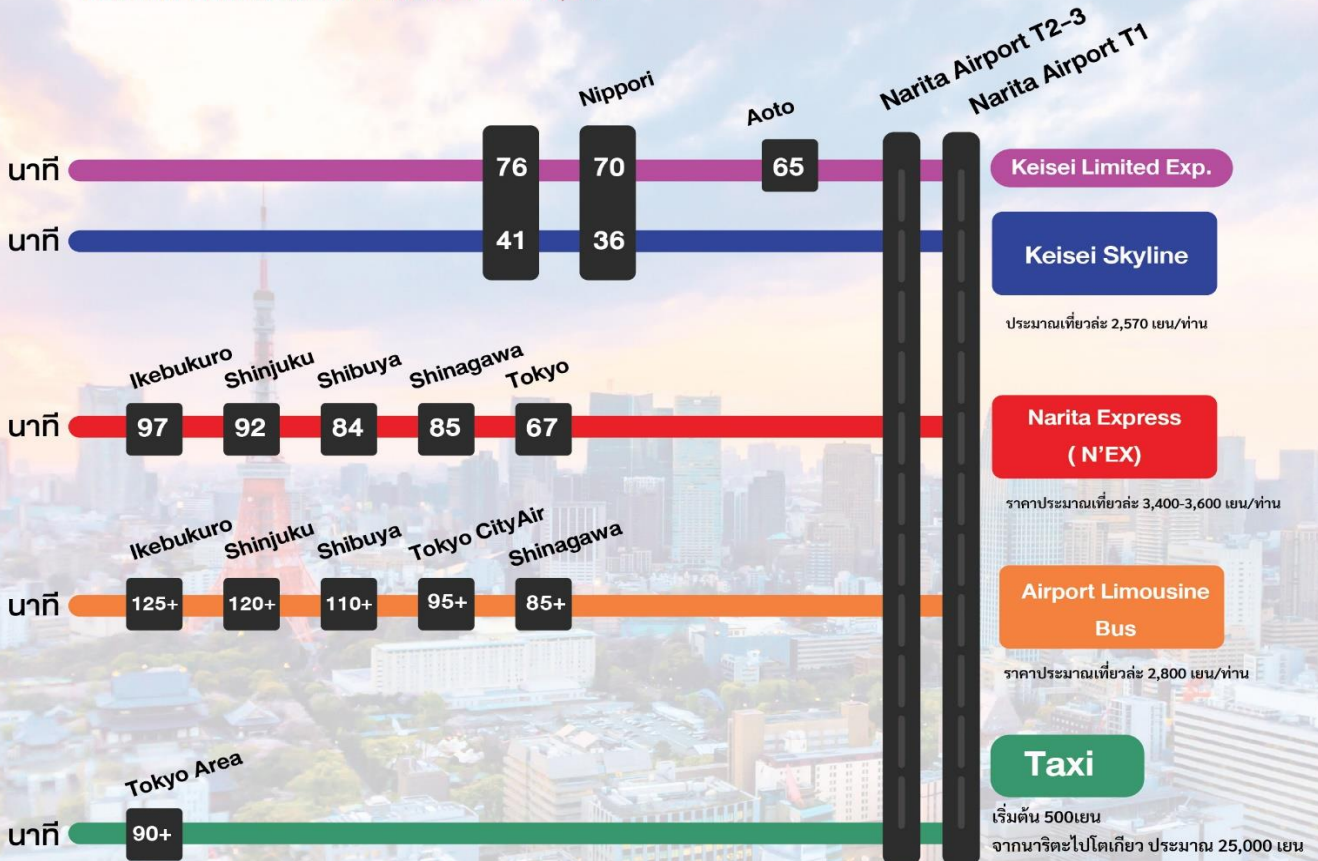 Narita Airport T2-3
Narita Airport T1
Nippori
Aoto
นาที
76
70
65
Keisei Limited Exp.
นาที
41
36
Keisei Skyline
ประมาณเที่ยวล่ะ 2,570 เยน/ท่าน
Ikebukuro
Shinjuku
Shibuya
Shinagawa
Tokyo
นาที
97
92
84
85
67
Narita Express
( N'EX)
ราคาประมาณเที่ยวล่ะ 3,400-3,600 เยน/ท่าน
Ikebukuro
Shinjuku
Shibuya
Tokyo CityAir
Shinagawa
นาที
125+
120+
110+
95+
85+
Airport Limousine
Bus
ราคาประมาณเที่ยวล่ะ 2,800 เยน/ท่าน
Tokyo Area
นาที
90+
Taxi
เริ่มต้น 500เยน
จากนาริตะไปโตเกียว ประมาณ 25,000 เยน